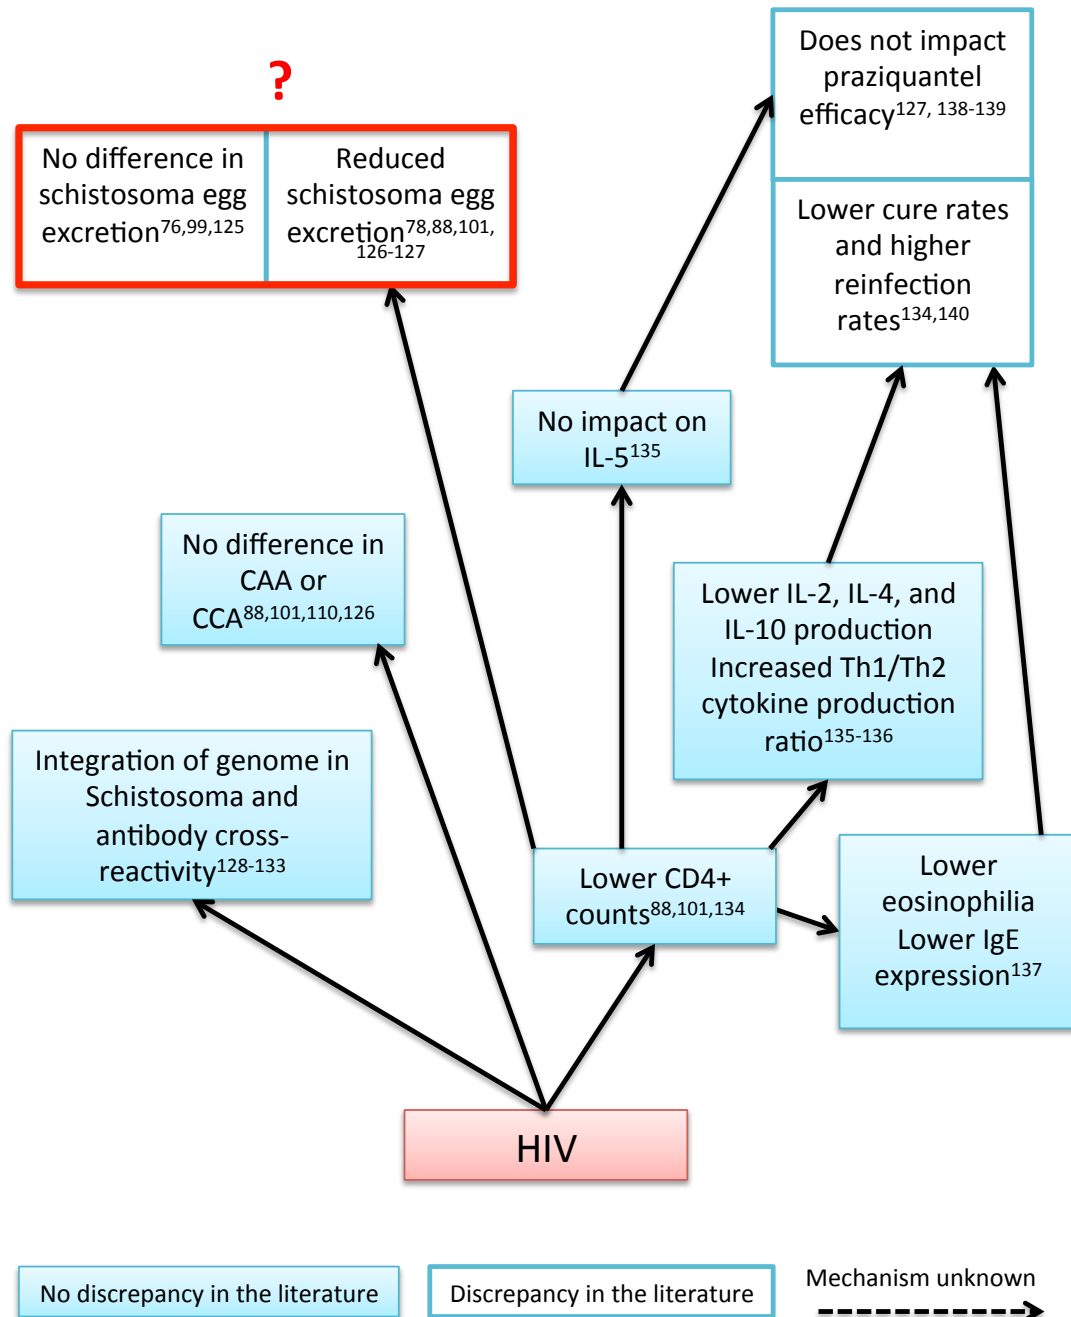 Does not impact
praziquantel
efficacy127, 138-139
?
No difference in
schistosoma egg
excretion76,99,125
Reduced
schistosoma egg
excretion78,88,101,
126-127
Lower cure rates
and higher
reinfection
rates134,140
No impact on
IL-5135
No difference in
CAA or
CCA88,101,110,126
Lower IL-2, IL-4, and
IL-10 production
Increased Th1/Th2
cytokine production
ratio135-136
Integration of genome in
Schistosoma and
antibody cross-
reactivity128-133
Lower CD4+
counts88,101,134
Lower
eosinophilia
Lower IgE
expression137
HIV
No discrepancy in the literature
Discrepancy in the literature
Mechanism unknown